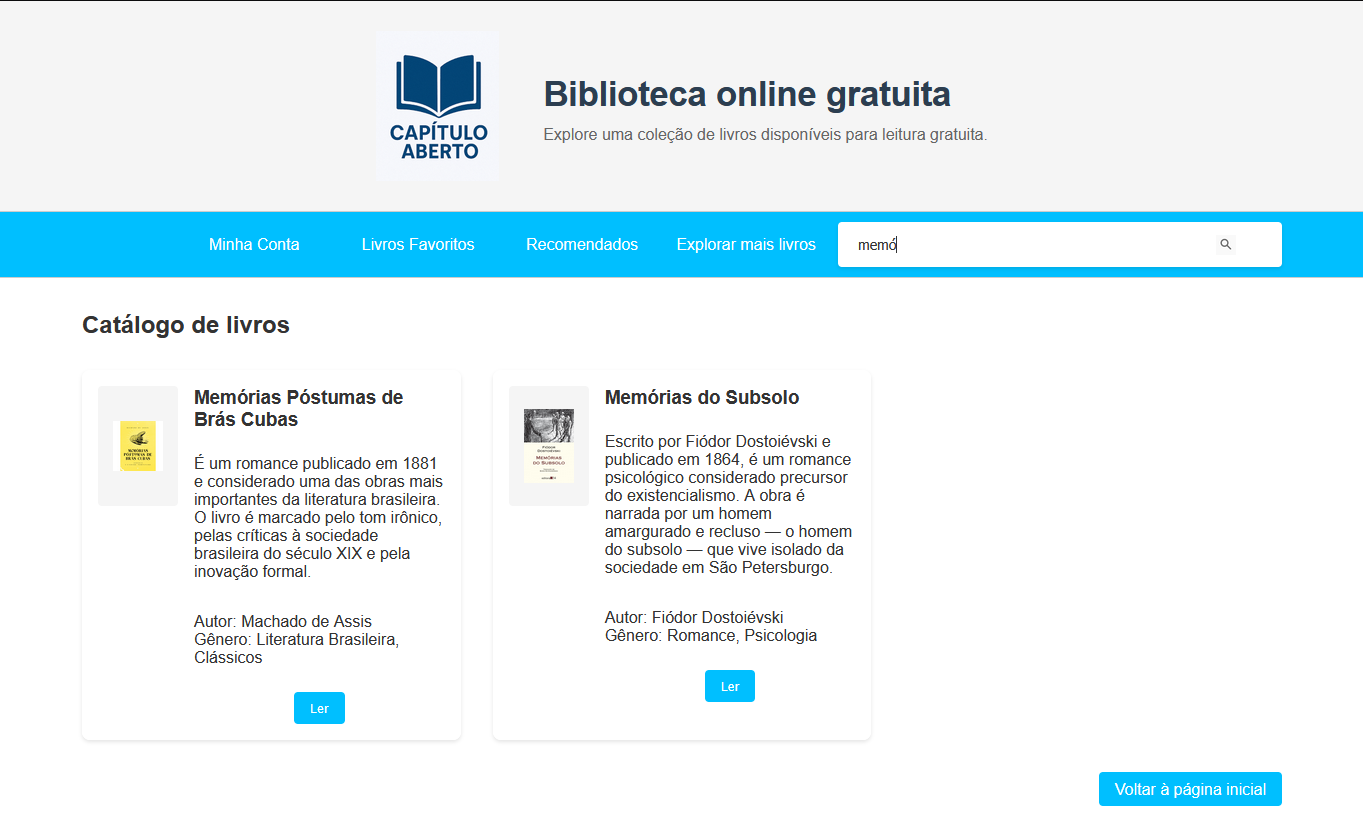 CAPÍTULO
ABERTO
Biblioteca online gratuita
Explore uma coleção de livros disponíveis para leitura gratuita.
Minha Conta
Livros Favoritos
Recomendados
Explorar mais livros
memó
Catálogo de livros
Memórias Póstumas de
Brás Cubas
É um romance publicado em 1881
e considerado uma das obras mais
importantes da literatura brasileira.
O livro é marcado pelo tom irônico,
pelas críticas à sociedade
brasileira do século XIX e pela
inovação formal.
Autor: Machado de Assis
Gênero: Literatura Brasileira,
Clássicos
Ler
MEMÓRIAS
PÓSTUMAS DE
BRÁS CUBAS
Memórias do Subsolo
Escrito por Fiódor Dostoiévski e
publicado em 1864, é um romance
psicológico considerado precursor
do existencialismo. A obra é
narrada por um homem
amargurado e recluso — o homem
do subsolo — que vive isolado da
sociedade em São Petersburgo.
Autor: Fiódor Dostoiévski
Gênero: Romance, Psicologia
Ler
FIÓDOR
DOSTOIÉVSKI
MEMÓRIAS
DO SUBSOLO
Voltar à página inicial